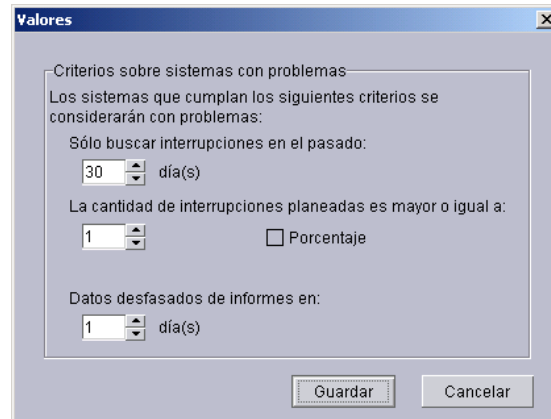 Valores
Criterios sobre sistemas con problemas
Los sistemas que cumplan los siguientes criterios se
considerarán con problemas:
Sólo buscar interrupciones en el pasado:
30 día(s)
La cantidad de interrupciones planeadas es mayor o igual a:
1 Porcentaje
Datos desfasados de informes en:
1 día(s)
Guardar Cancelar